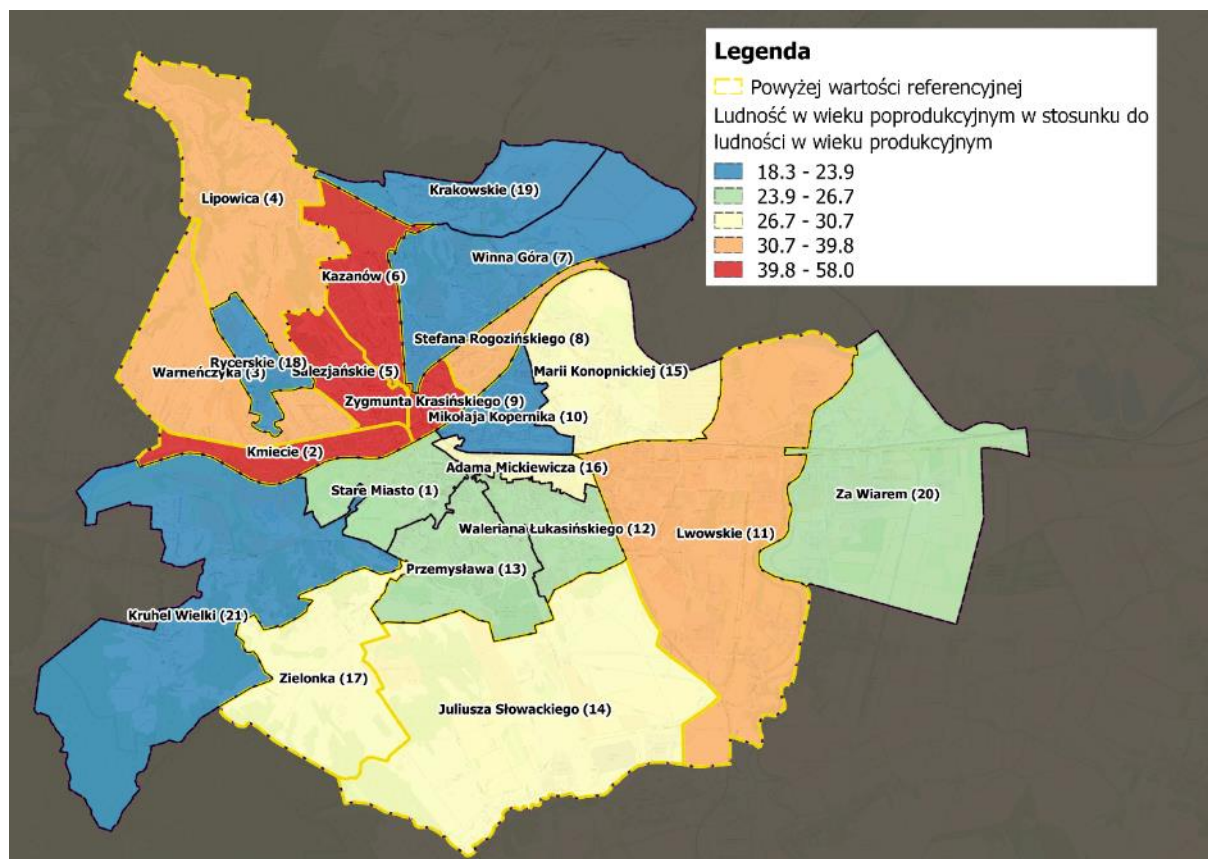 Legenda
Powyżej wartości referencyjnej
Ludność w wieku poprodukcyjnym w stosunku do
ludności w wieku produkcyjnym
18.3 - 23.9
23.9 - 26.7
26.7 - 30.7
30.7 - 39.8
39.8 - 58.0
Krakowskie (19)
Lipowica (4)
Winna Góra (7)
Kazanów (6)
Stefana Rogozińskiego (8)
Rycerskie (18)
Warneńczyka (3)
Salezjańskie (5)
Marii Konopnickiej (15)
Zygmunta Krasińskiego (9)
Mikołaja Kopernika (10)
Kmiecie (2)
Adama Mickiewicza (16)
Stare Miasto (1)
Za Wiarem (20)
Waleriana Łukasińskiego (12)
Lwowskie (11)
Przemysława (13)
Kruhel Wielki (21)
Zielonka (17)
Juliusza Słowackiego (14)